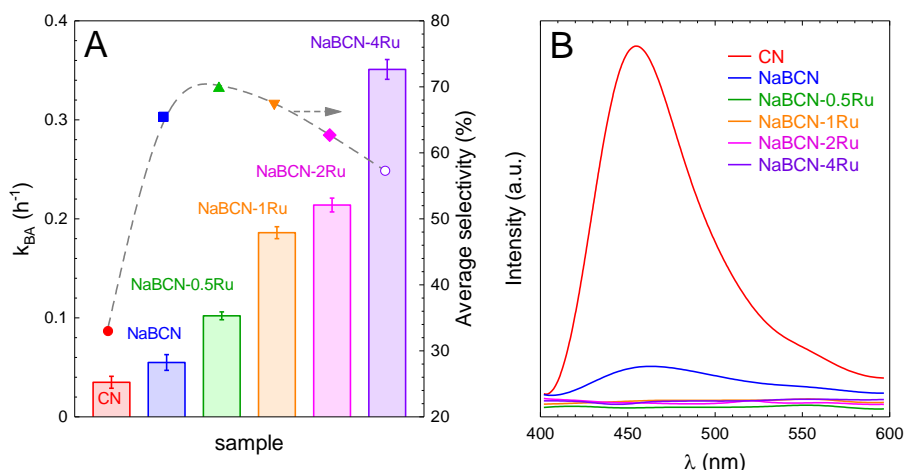 A
0.4
0.3
0.2
0.1
0
k_BA (h⁻¹)
80
70
60
50
40
30
20
Average selectivity (%)
NaBCN-4Ru
NaBCN-2Ru
NaBCN-1Ru
NaBCN-0.5Ru
NaBCN
CN
sample
B
CN
NaBCN
NaBCN-0.5Ru
NaBCN-1Ru
NaBCN-2Ru
NaBCN-4Ru
Intensity (a.u.)
400 450 500 550 600
λ (nm)